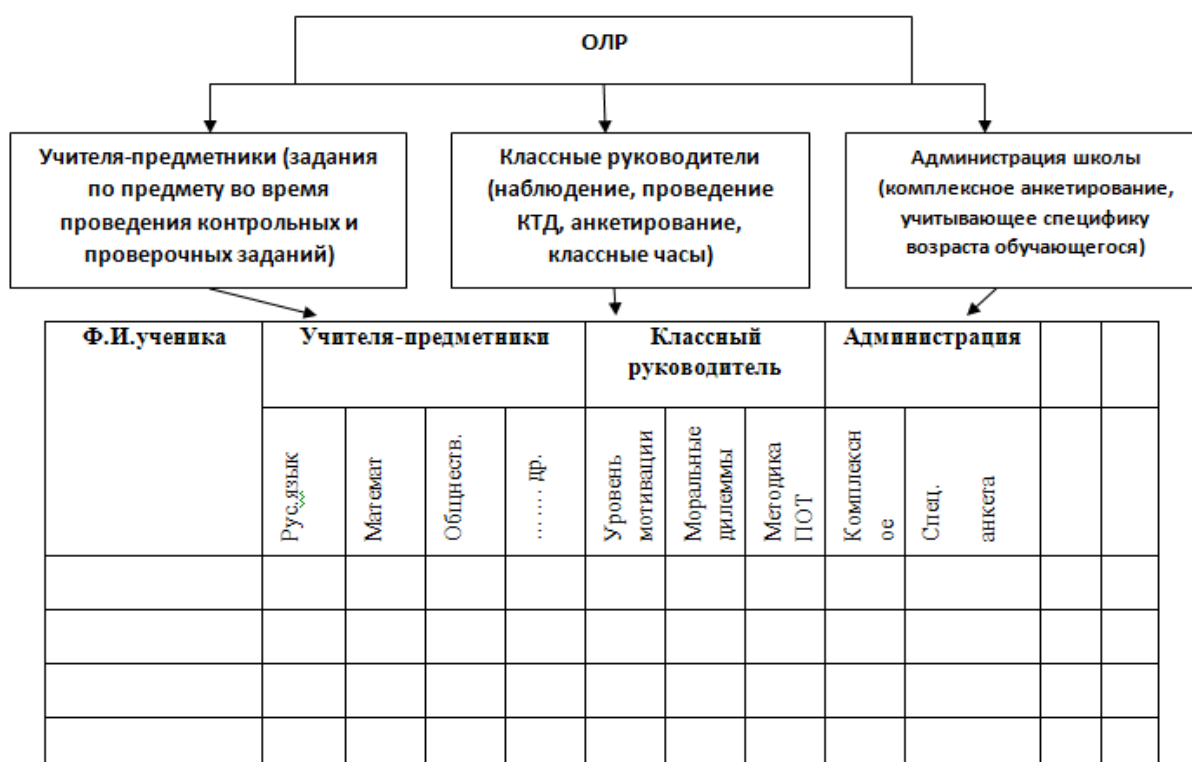 ОЛР
Учителя-предметники (задания
по предмету во время
проведения контрольных и
проверочных заданий)
Классные руководители
(наблюдение, проведение
КТД, анкетирование,
классные часы)
Администрация школы
(комплексное анкетирование,
учитывающее специфику
возраста обучающегося)
Ф.И.ученика
Учителя-предметники
Классный
руководитель
Администрация
Рус.язык
Математ
Общнеств.
……. др.
Уровень
мотивации
Моральные
дилеммы
Методика
ПОТ
Комплексн
ое
Спец.
анкета